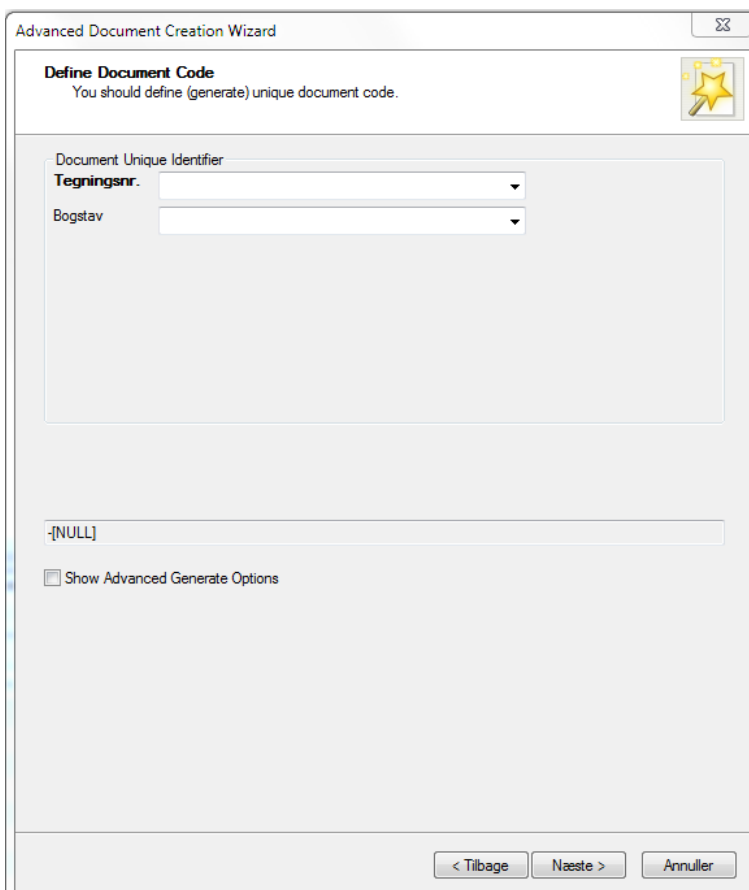 Advanced Document Creation Wizard
Define Document Code
You should define (generate) unique document code.
Document Unique Identifier
Tegningsnr.
Bogstav
-[NULL]
Show Advanced Generate Options
< Tilbage Næste > Annuller